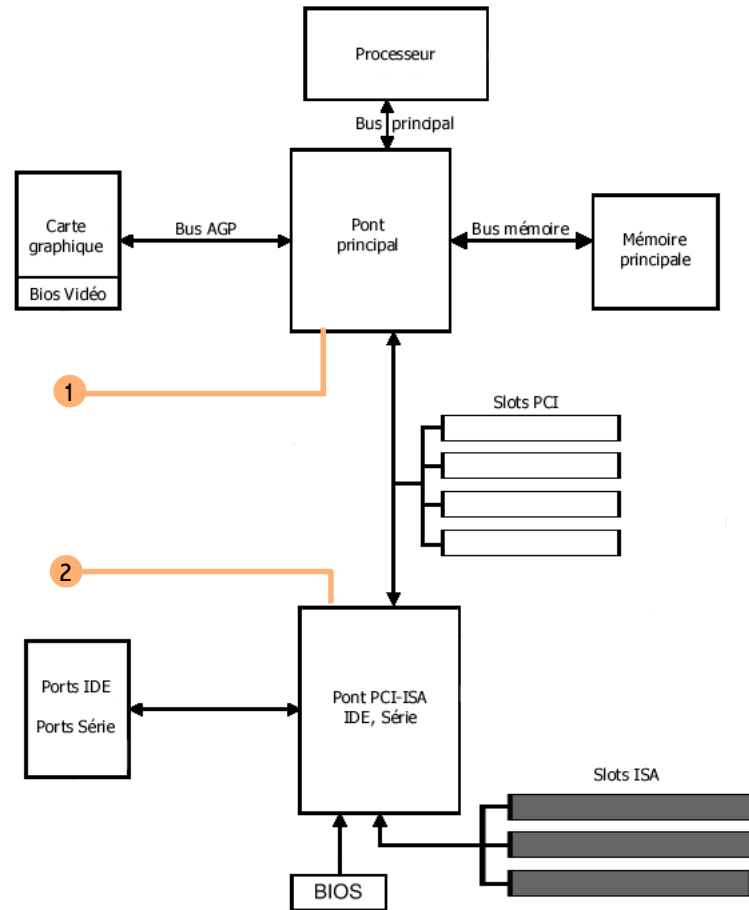 Processeur
Bus principal
Carte
graphique
Bios Vidéo
Bus AGP
Pont
principal
Bus mémoire
Mémoire
principale
1
Slots PCI
2
Ports IDE
Ports Série
Pont PCI-ISA
IDE, Série
Slots ISA
BIOS